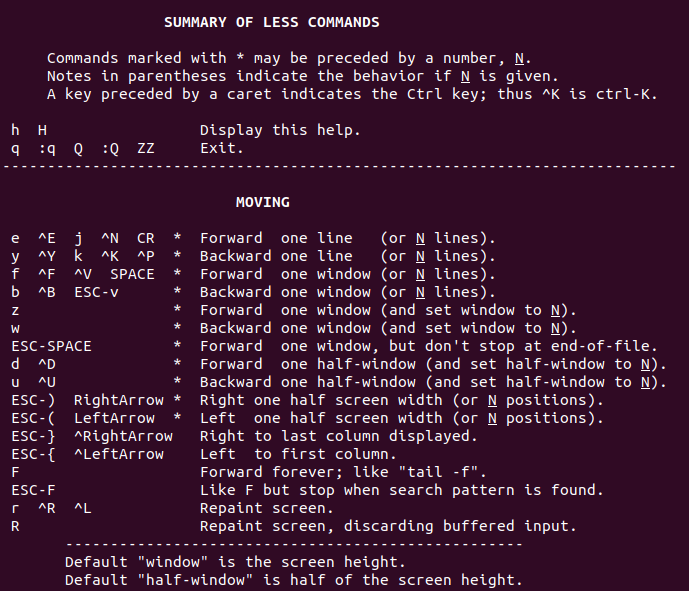 SUMMARY OF LESS COMMANDS
Commands marked with * may be preceded by a number, N.
Notes in parentheses indicate the behavior if N is given.
A key preceded by a caret indicates the Ctrl key; thus ^K is ctrl-K.
h  H                 Display this help.
q  :q  Q  :Q  ZZ     Exit.
---------------------------------------------------------------------------
MOVING
e  ^E  j  ^N  CR  *  Forward  one line   (or N lines).
y  ^Y  k  ^K  ^P  *  Backward one line   (or N lines).
f  ^F  ^V  SPACE  *  Forward  one window (or N lines).
b  ^B  ESC-v      *  Backward one window (or N lines).
z                 *  Forward  one window (and set window to N).
w                 *  Backward one window (and set window to N).
ESC-SPACE         *  Forward  one window, but don't stop at end-of-file.
d  ^D             *  Forward  one half-window (and set half-window to N).
u  ^U             *  Backward one half-window (and set half-window to N).
ESC-)  RightArrow *  Right one half screen width (or N positions).
ESC-(  LeftArrow  *  Left  one half screen width (or N positions).
ESC-}  ^RightArrow   Right to last column displayed.
ESC-{  ^LeftArrow    Left  to first column.
F                    Forward forever; like "tail -f".
ESC-F                Like F but stop when search pattern is found.
r  ^R  ^L            Repaint screen.
R                    Repaint screen, discarding buffered input.
---------------------------------------------------
Default "window" is the screen height.
Default "half-window" is half of the screen height.